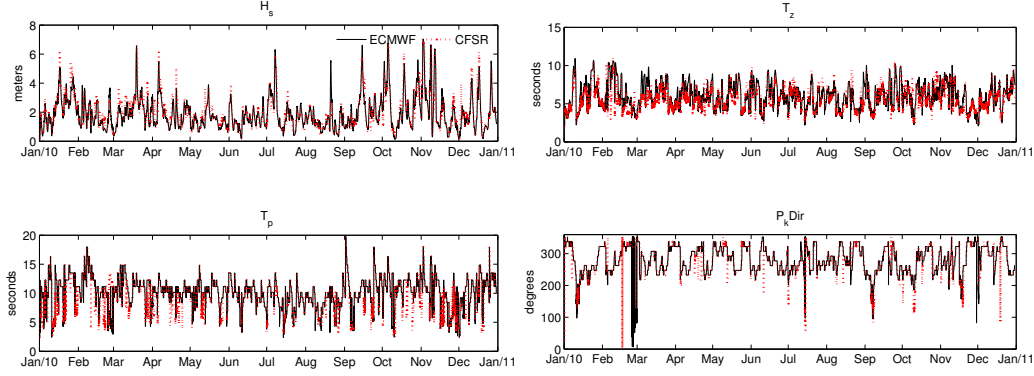 H_s
8
6
4
2
0
meters
ECMWF CFSR
Jan/10 Feb Mar Apr May Jun Jul Aug Sep Oct Nov Dec Jan/11
T_z
15
10
5
0
seconds
Jan/10 Feb Mar Apr May Jun Jul Aug Sep Oct Nov Dec Jan/11
T_p
20
15
10
5
0
seconds
Jan/10 Feb Mar Apr May Jun Jul Aug Sep Oct Nov Dec Jan/11
P_kDir
300
200
100
0
degrees
Jan/10 Feb Mar Apr May Jun Jul Aug Sep Oct Nov Dec Jan/11